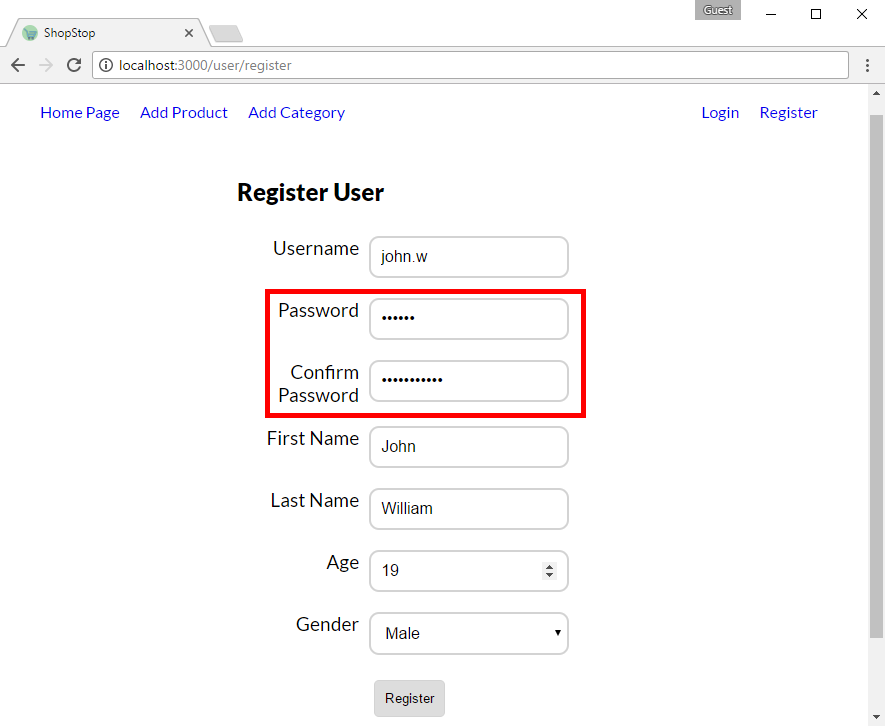 Guest
ShopStop
localhost:3000/user/register
Home Page Add Product Add Category Login Register
Register User
Username john.w
Password ••••••
Confirm Password •••••••••••
First Name John
Last Name William
Age 19
Gender Male
Register